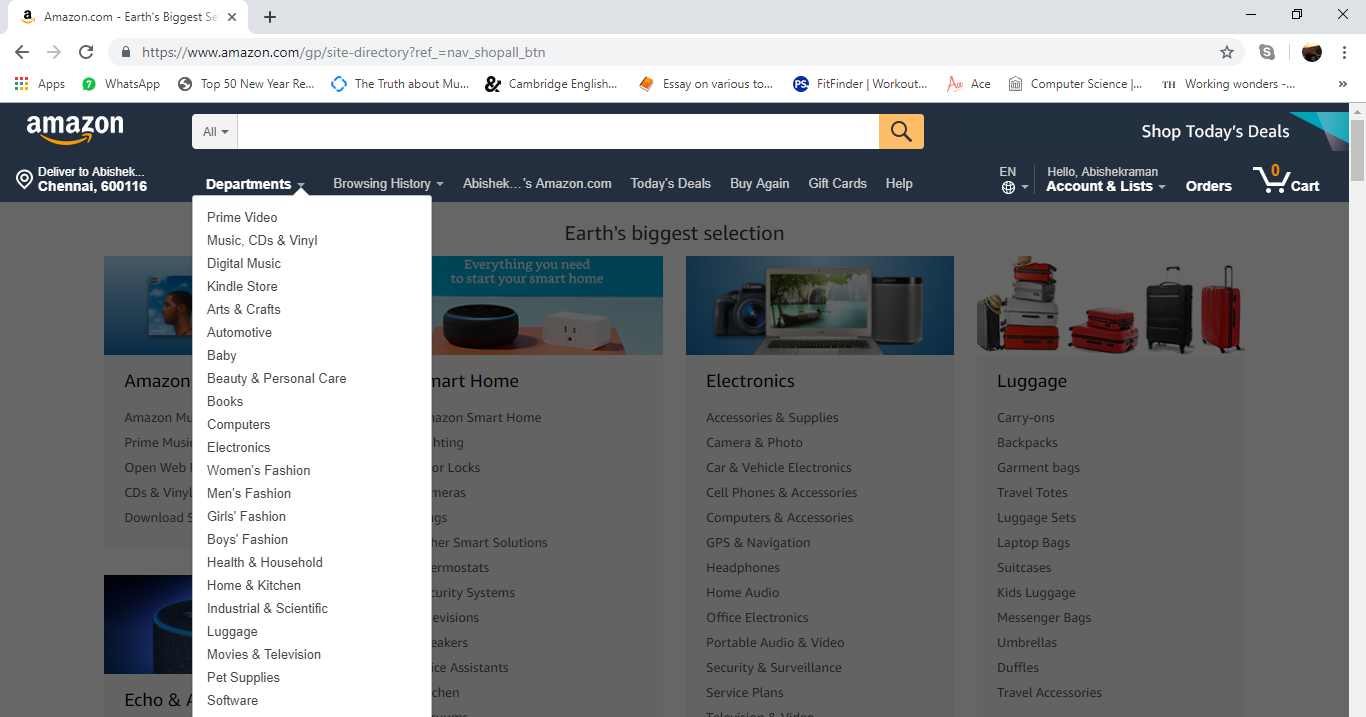 Amazon.com - Earth's Biggest Se
https://www.amazon.com/gp/site-directory?ref_=nav_shopall_btn
Apps WhatsApp Top 50 New Year Re... The Truth about Mu... Cambridge English... Essay on various to... FitFinder | Workout... Ace Computer Science |... TH Working wonders -... »
amazon
All
Shop Today's Deals
Deliver to Abishek...
Chennai, 600116
Departments Browsing History Abishek...'s Amazon.com Today's Deals Buy Again Gift Cards Help
EN
Hello, Abishekraman
Account & Lists
Orders
0
Cart
Prime Video
Music, CDs & Vinyl
Digital Music
Kindle Store
Arts & Crafts
Automotive
Baby
Beauty & Personal Care
Books
Computers
Electronics
Women's Fashion
Men's Fashion
Girls' Fashion
Boys' Fashion
Health & Household
Home & Kitchen
Industrial & Scientific
Luggage
Movies & Television
Pet Supplies
Software
Earth's biggest selection
Amazon
Amazon Mu
Prime Music
Open Web
CDs & Vinyl
Download S
Echo & A
Everything you need
to start your smart home
mart Home
azon Smart Home
hting
or Locks
meras
gs
her Smart Solutions
ermostats
curity Systems
evisions
eakers
ice Assistants
chen
Electronics
Accessories & Supplies
Camera & Photo
Car & Vehicle Electronics
Cell Phones & Accessories
Computers & Accessories
GPS & Navigation
Headphones
Home Audio
Office Electronics
Portable Audio & Video
Security & Surveillance
Service Plans
Television & Video
Luggage
Carry-ons
Backpacks
Garment bags
Travel Totes
Luggage Sets
Laptop Bags
Suitcases
Kids Luggage
Messenger Bags
Umbrellas
Duffles
Travel Accessories